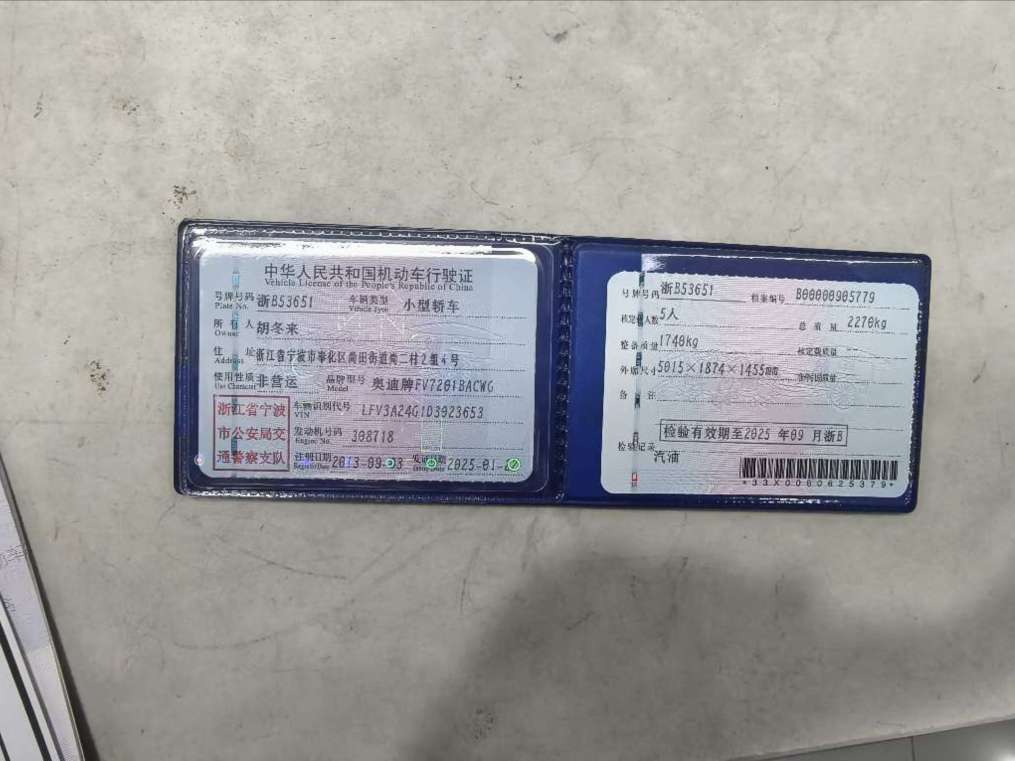 中华人民共和国机动车行驶证
Vehicle License of the People's Republic of China
号牌号码 浙B53651 车辆类型 小型轿车
Plate No. Vehicle Type
所有人 胡冬来
Owner
住址 浙江省宁波市奉化区尚田街道尚二村2组4号
Address
使用性质 非营运 品牌型号 奥迪牌FV7201BACWG
Use Character Model
浙江省宁波
市公安局交
通警察支队
车辆识别代号 LFV3A24G1D3023653
VIN
发动机号码 308718
Engine No.
注册日期 2013-09-03 发证日期 2025-01-
Register Date Issue Date
号牌号码 浙B53651 档案编号 B00000905779
核定载人数 5人 总质量 2270kg
整备质量 1740kg 核定载质量
外廓尺寸 5015×1874×1455mm 准牵引总质量
备注
检验有效期至2025年09月浙B
检验记录
汽油
*33X0060625379*